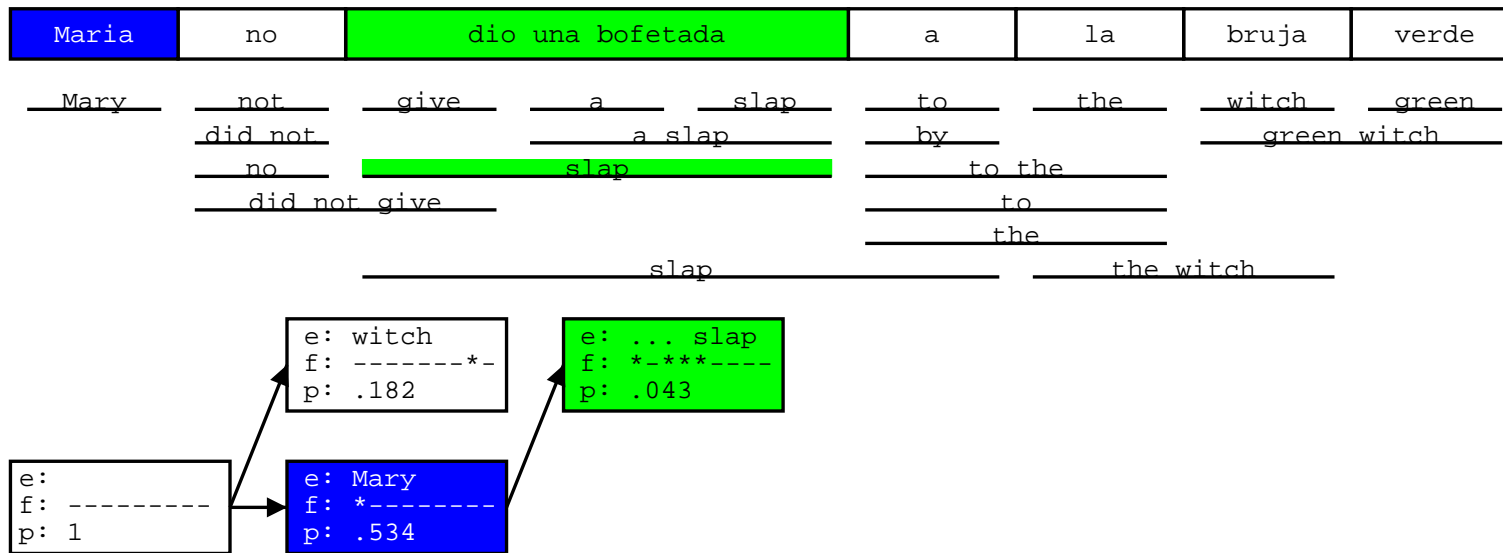 Maria no dio una bofetada a la bruja verde
Mary not give a slap to the witch green
did not a slap by green witch
no slap to the
did not give to
the
slap the witch
e: witch
f: -------*-
p: .182
e: ... slap
f: *-***----
p: .043
e:
f: ---------
p: 1
e: Mary
f: *--------
p: .534